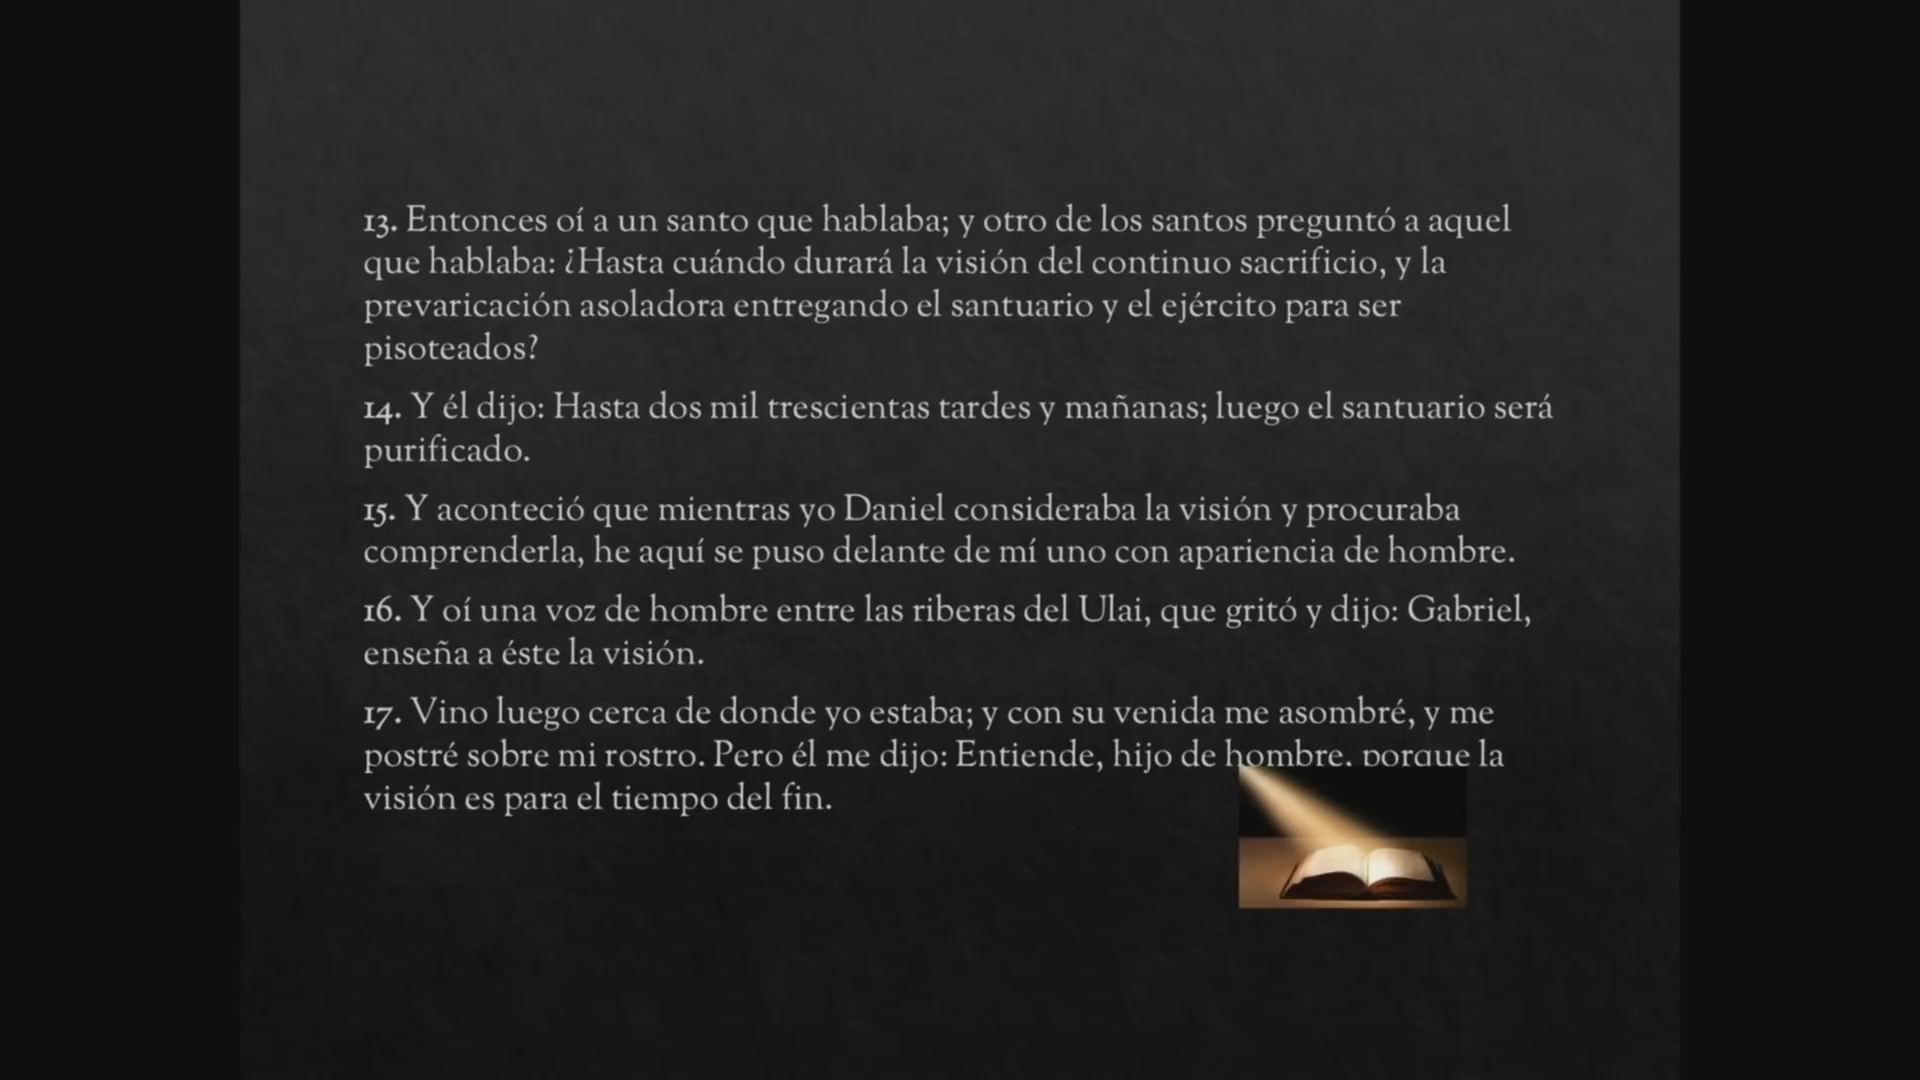 13. Entonces oí a un santo que hablaba; y otro de los santos preguntó a aquel
que hablaba: ¿Hasta cuándo durará la visión del continuo sacrificio, y la
prevaricación asoladora entregando el santuario y el ejército para ser
pisoteados?
14. Y él dijo: Hasta dos mil trescientas tardes y mañanas; luego el santuario será
purificado.
15. Y aconteció que mientras yo Daniel consideraba la visión y procuraba
comprenderla, he aquí se puso delante de mí uno con apariencia de hombre.
16. Y oí una voz de hombre entre las riberas del Ulai, que gritó y dijo: Gabriel,
enseña a éste la visión.
17. Vino luego cerca de donde yo estaba; y con su venida me asombré, y me
postré sobre mi rostro. Pero él me dijo: Entiende, hijo de hombre, porque la
visión es para el tiempo del fin.